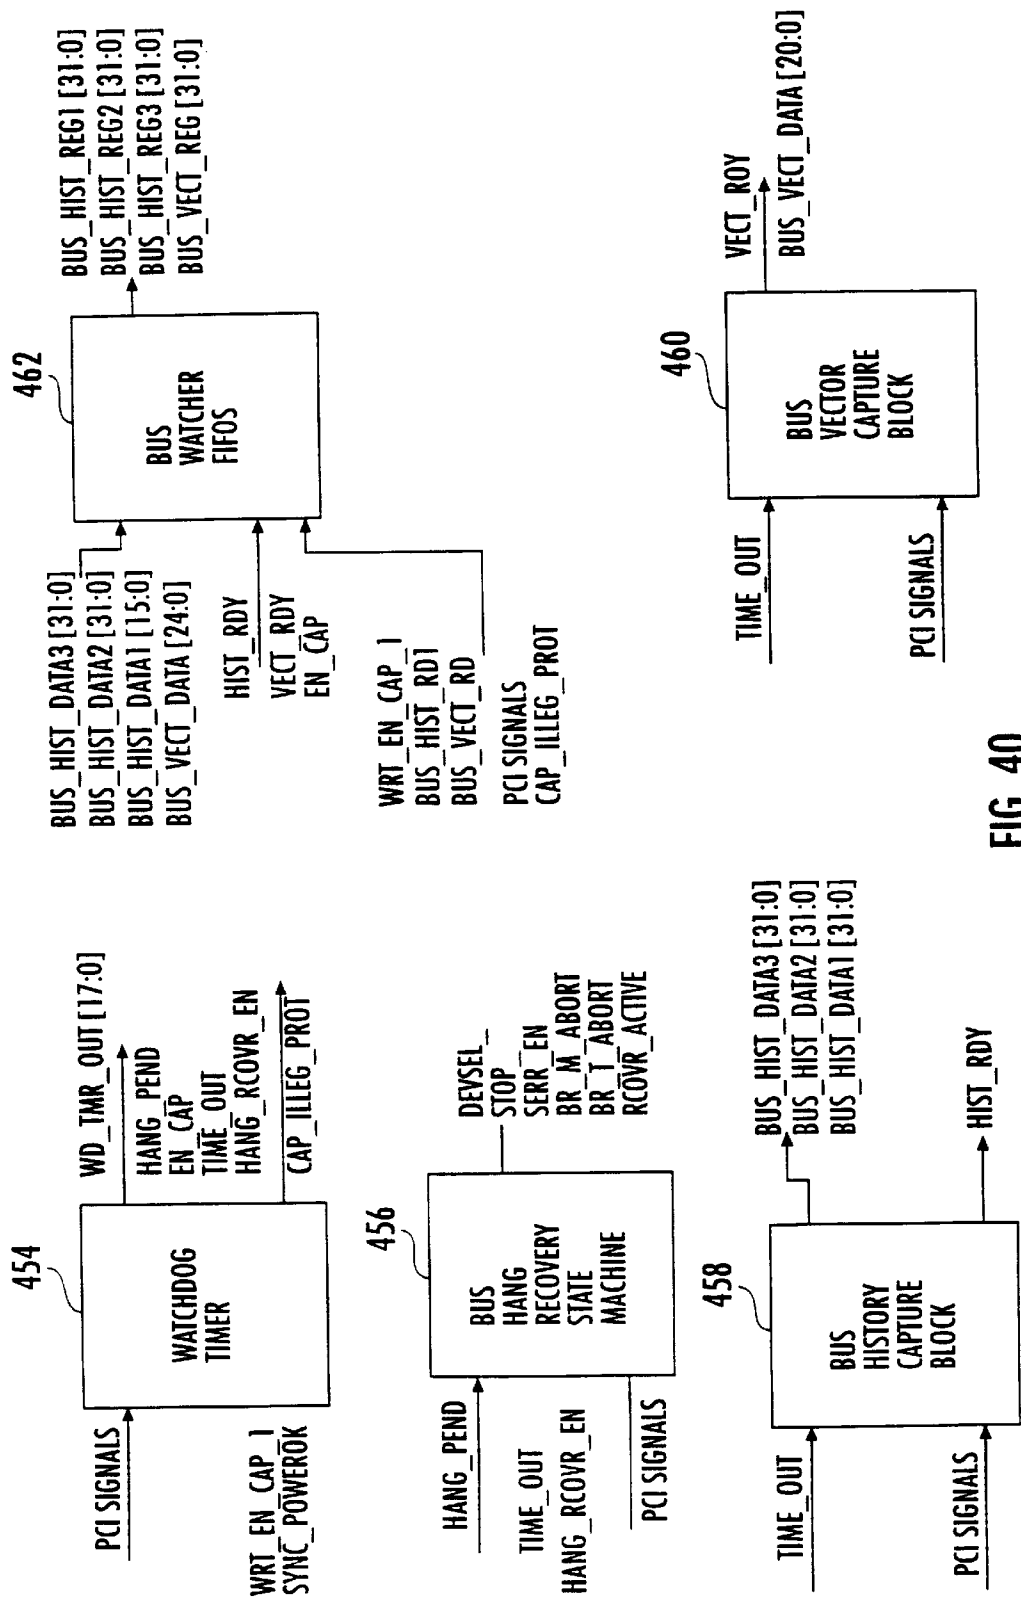 454
WATCHDOG
TIMER
PCI SIGNALS
WRT_EN_CAP_1
SYNC_POWEROK
WD_TMR_OUT [17:0]
HANG_PEND
EN_CAP
TIME_OUT
HANG_RCOVR_EN
CAP_ILLEG_PROT
456
BUS
HANG
RECOVERY
STATE
MACHINE
HANG_PEND
TIME_OUT
HANG_RCOVR_EN
PCI SIGNALS
DEVSEL_
STOP
SERR_EN
BR_M_ABORT
BR_T_ABORT
RCOVR_ACTIVE
458
BUS
HISTORY
CAPTURE
BLOCK
TIME_OUT
PCI SIGNALS
BUS_HIST_DATA3 [31:0]
BUS_HIST_DATA2 [31:0]
BUS_HIST_DATA1 [31:0]
HIST_RDY
462
BUS
WATCHER
FIFOS
BUS_HIST_DATA3 [31:0]
BUS_HIST_DATA2 [31:0]
BUS_HIST_DATA1 [15:0]
BUS_VECT_DATA [24:0]
HIST_RDY
VECT_RDY
EN_CAP
WRT_EN_CAP_1
BUS_HIST_RD1
BUS_VECT_RD
PCI SIGNALS
CAP_ILLEG_PROT
BUS_HIST_REG1 [31:0]
BUS_HIST_REG2 [31:0]
BUS_HIST_REG3 [31:0]
BUS_VECT_REG [31:0]
460
BUS
VECTOR
CAPTURE
BLOCK
TIME_OUT
PCI SIGNALS
VECT_ROY
BUS_VECT_DATA [20:0]
FIG. 40